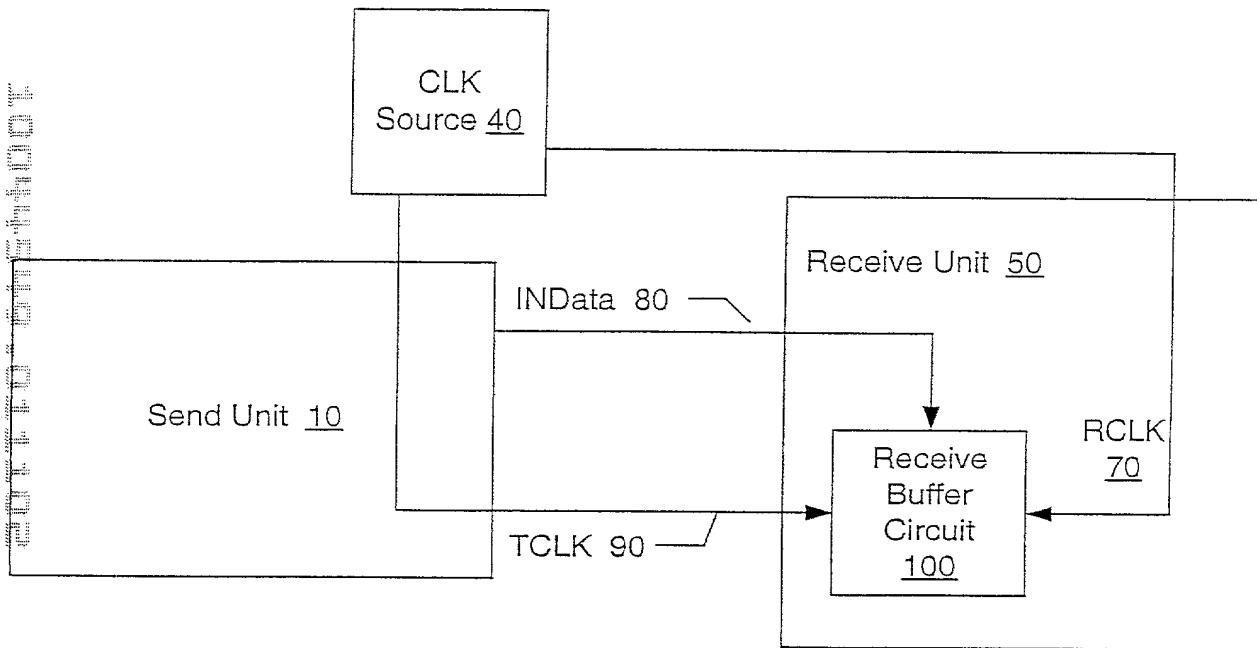 CLK
Source 40
Receive Unit 50
INData 80
Send Unit 10
RCLK
70
Receive
Buffer
Circuit
100
TCLK 90